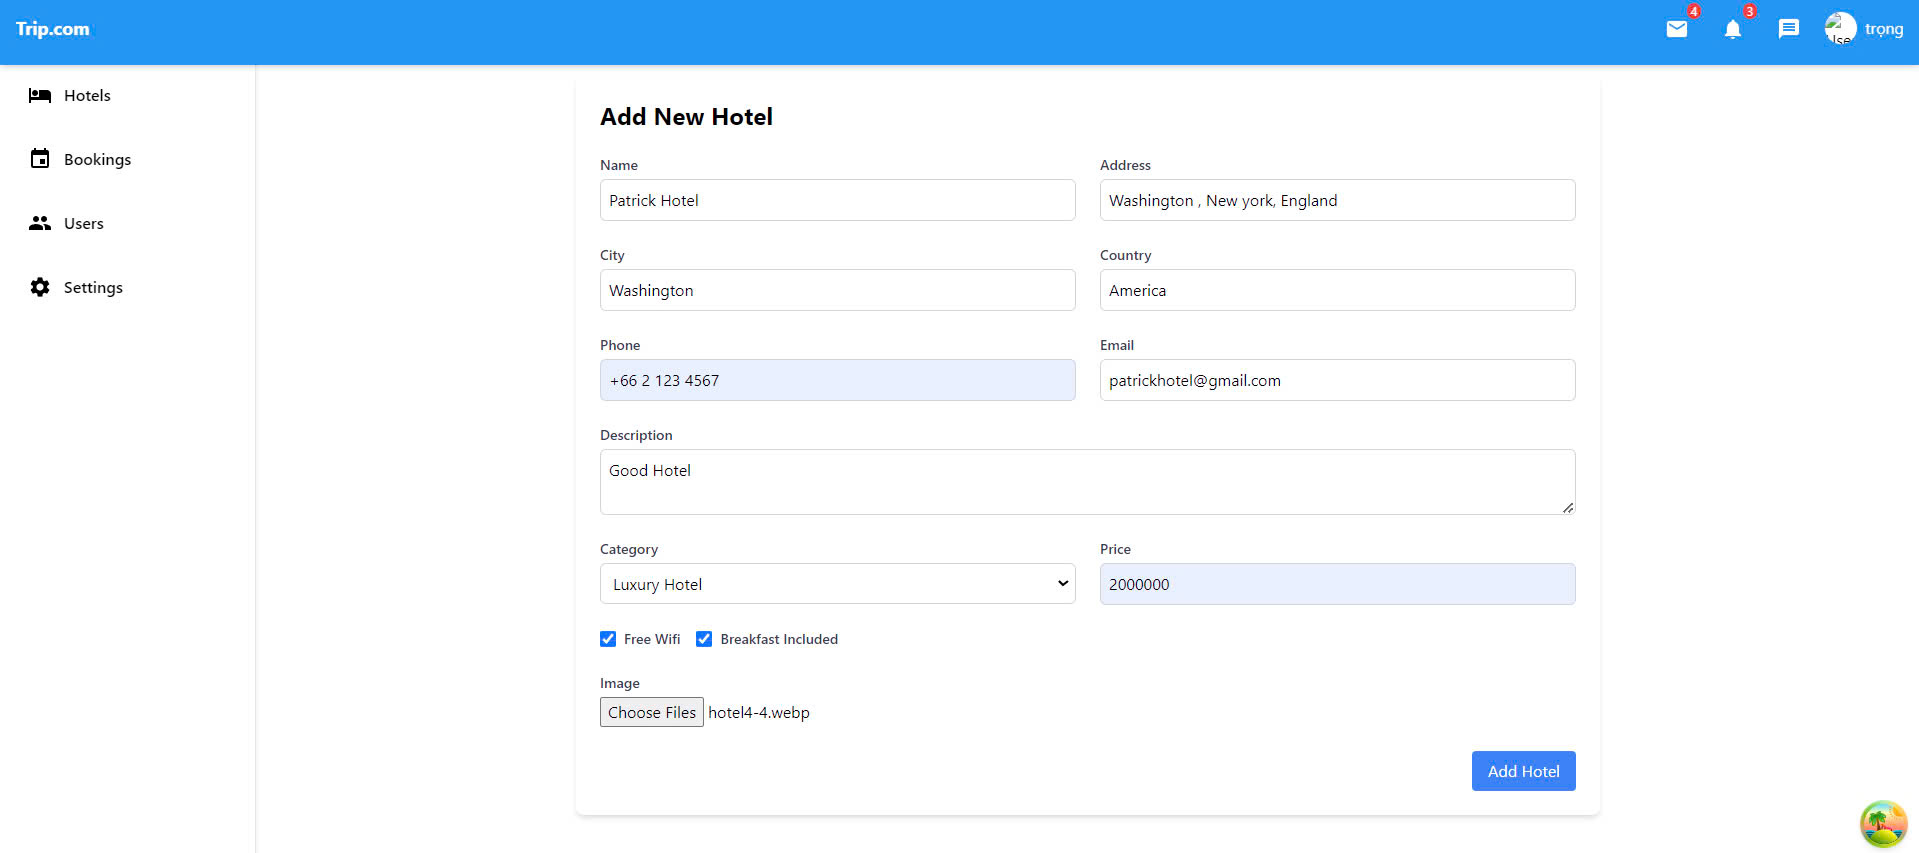 Trip.com
4
3
Use
trọng
Hotels
Bookings
Users
Settings
Add New Hotel
Name
Address
Patrick Hotel
Washington , New york, England
City
Country
Washington
America
Phone
Email
+66 2 123 4567
patrickhotel@gmail.com
Description
Good Hotel
Category
Price
Luxury Hotel
2000000
Free Wifi
Breakfast Included
Image
Choose Files hotel4-4.webp
Add Hotel